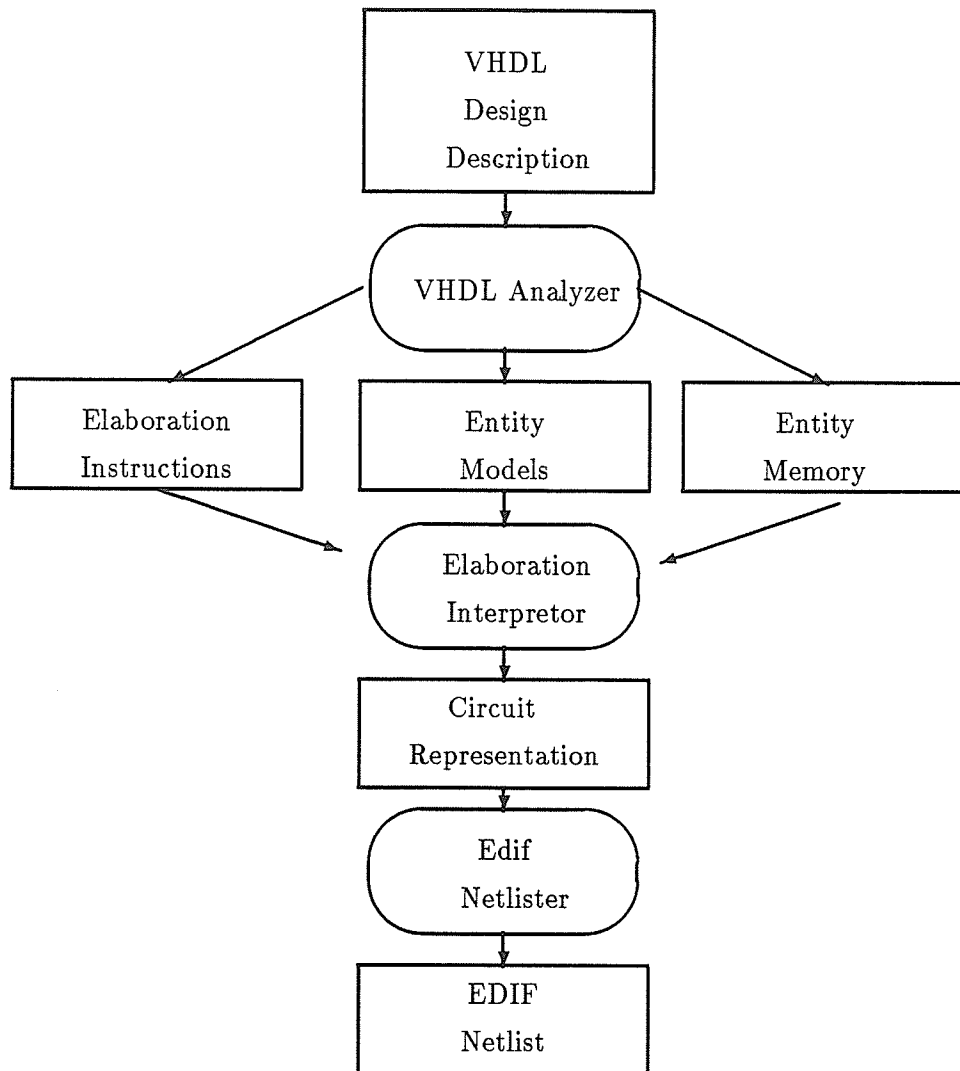 VHDL
Design
Description
VHDL Analyzer
Elaboration
Instructions
Entity
Models
Entity
Memory
Elaboration
Interpretor
Circuit
Representation
Edif
Netlister
EDIF
Netlist